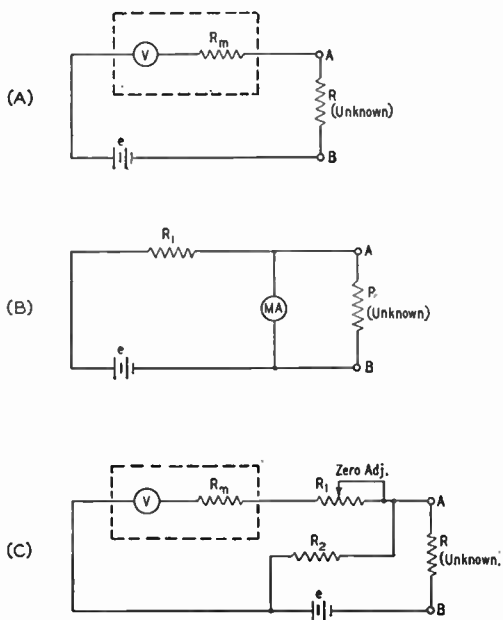 (A)
V
Rm
A
R
(Unknown)
e
B
(B)
R1
A
MA
R
(Unknown)
e
B
(C)
V
Rm
R1
Zero Adj.
A
R2
R
(Unknown.
e
B